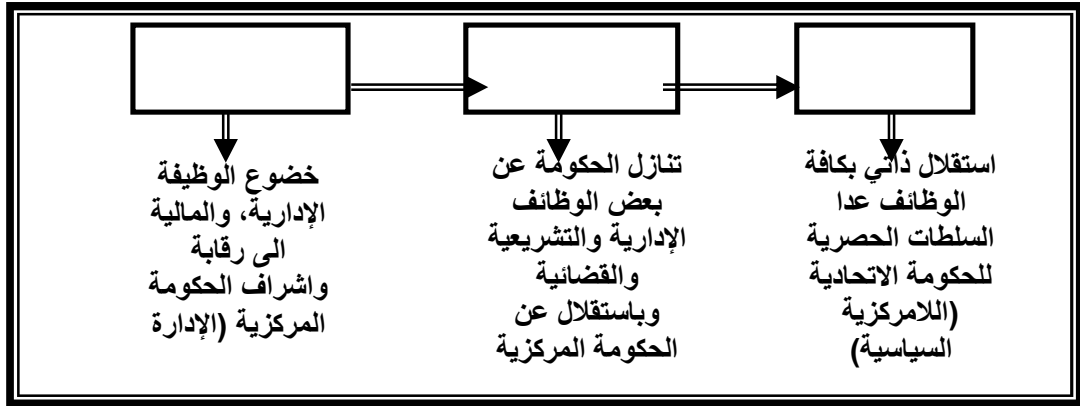 خضوع الوظيفة
الإدارية، والمالية
الى رقابة
واشراف الحكومة
المركزية (الإدارة
تنازل الحكومة عن
بعض الوظائف
الإدارية والتشريعية
والقضائية
وباستقلال عن
الحكومة المركزية
استقلال ذاتي بكافة
الوظائف عدا
السلطات الحصرية
للحكومة الاتحادية
(اللامركزية
السياسية)